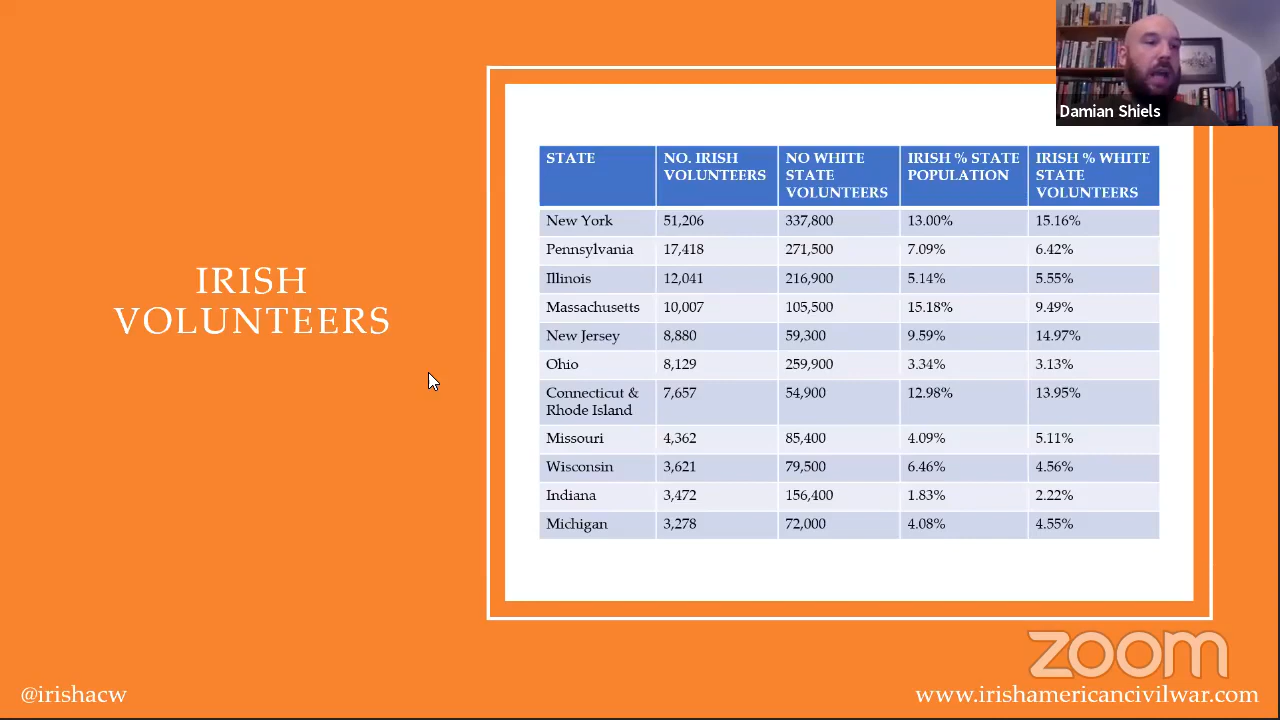 Damian Shiels
IRISH
VOLUNTEERS
STATE NO. IRISH VOLUNTEERS NO WHITE STATE VOLUNTEERS IRISH % STATE POPULATION IRISH % WHITE STATE VOLUNTEERS
New York 51,206 337,800 13.00% 15.16%
Pennsylvania 17,418 271,500 7.09% 6.42%
Illinois 12,041 216,900 5.14% 5.55%
Massachusetts 10,007 105,500 15.18% 9.49%
New Jersey 8,880 59,300 9.59% 14.97%
Ohio 8,129 259,900 3.34% 3.13%
Connecticut & Rhode Island 7,657 54,900 12.98% 13.95%
Missouri 4,362 85,400 4.09% 5.11%
Wisconsin 3,621 79,500 6.46% 4.56%
Indiana 3,472 156,400 1.83% 2.22%
Michigan 3,278 72,000 4.08% 4.55%
zoom
@irishacw
www.irishamericancivilwar.com